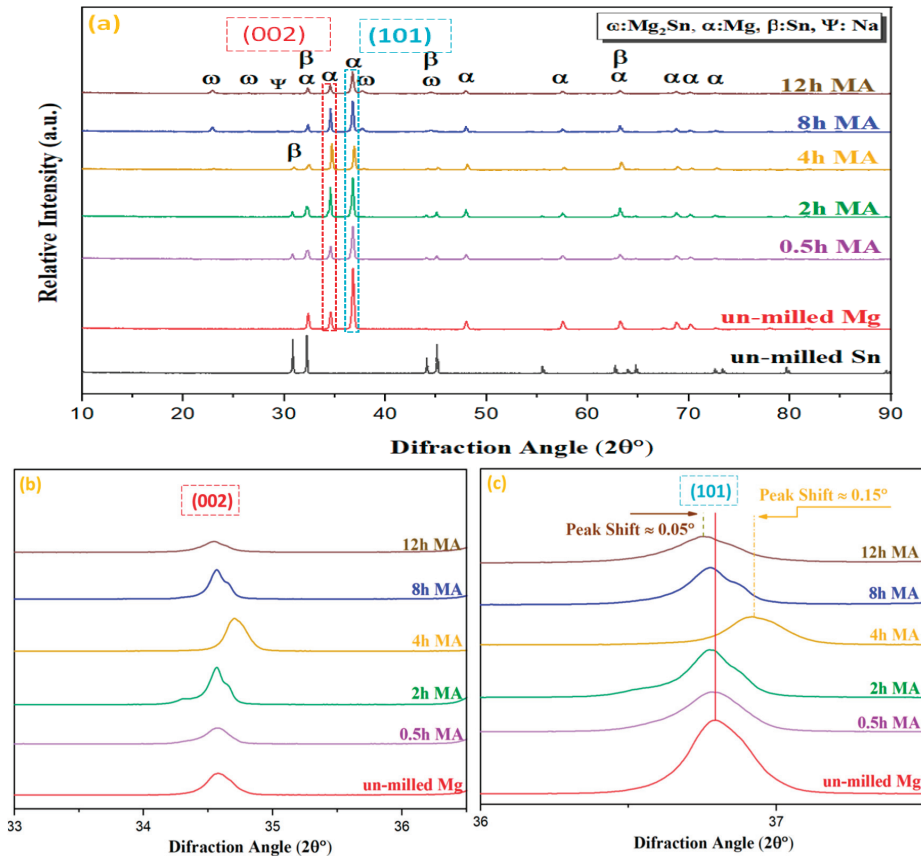 (a)
(002)
(101)
ω:Mg₂Sn, α:Mg, β:Sn, Ψ: Na
β
β
β
ω ω Ψ α α α ω ω α α α α α α
12h MA
8h MA
β
4h MA
2h MA
0.5h MA
un-milled Mg
un-milled Sn
Relative Intensity (a.u.)
10 20 30 40 50 60 70 80 90
Difraction Angle (2θ°)
(b)
(002)
12h MA
8h MA
4h MA
2h MA
0.5h MA
un-milled Mg
33 34 35 36
Difraction Angle (2θ°)
(c)
(101)
Peak Shift ≈ 0.15°
Peak Shift ≈ 0.05°
12h MA
8h MA
4h MA
2h MA
0.5h MA
un-milled Mg
36 37
Difraction Angle (2θ°)